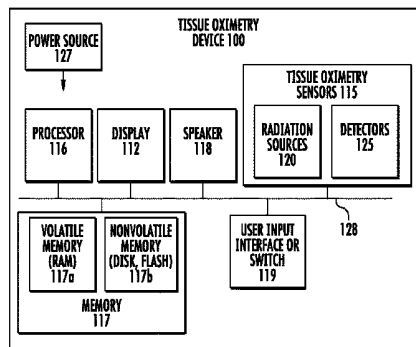 TISSUE OXIMETRY
DEVICE 100
POWER SOURCE
127
TISSUE OXIMETRY
SENSORS 115
PROCESSOR
116
DISPLAY
112
SPEAKER
118
RADIATION
SOURCES
120
DETECTORS
125
128
VOLATILE
MEMORY
(RAM)
117a
NONVOLATILE
MEMORY
(DISK, FLASH)
117b
MEMORY
117
USER INPUT
INTERFACE OR
SWITCH
119